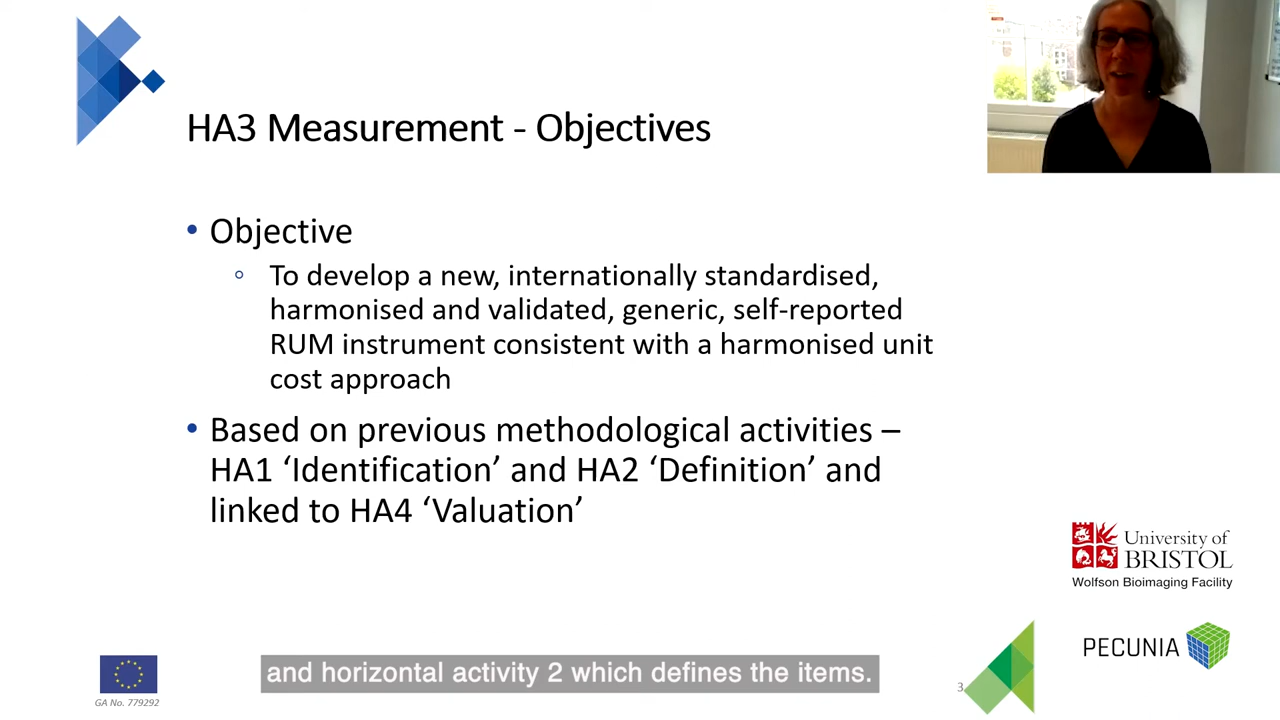 HA3 Measurement - Objectives
• Objective
◦ To develop a new, internationally standardised,
harmonised and validated, generic, self-reported
RUM instrument consistent with a harmonised unit
cost approach
• Based on previous methodological activities –
HA1 ‘Identification’ and HA2 ‘Definition’ and
linked to HA4 ‘Valuation’
University of
BRISTOL
Wolfson Bioimaging Facility
PECUNIA
and horizontal activity 2 which defines the items.
GA No. 779292
3